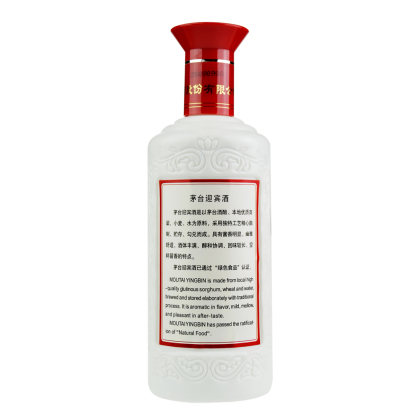 份有限公
茅台迎宾酒
茅台迎宾酒是以茅台酒酿、本地优质糯
高粱、小麦、水为原料，采用独特工艺精心酿
制、贮存、勾兑而成，具有酱香明显、幽雅
舒适、酒体丰满、醇和协调、回味较长、空
杯留香的特点。
茅台迎宾酒已通过“绿色食品”认证。
MOUTAI YINGBIN is made from local high
-quality glutinous sorghum, wheat and water,
brewed and stored elaborately with traditional
process. It is aromatic in flavor, mild, mellow,
and pleasant in after-taste.
MOUTAI YINGBIN has passed the ratificat
ion of "Natural Food".